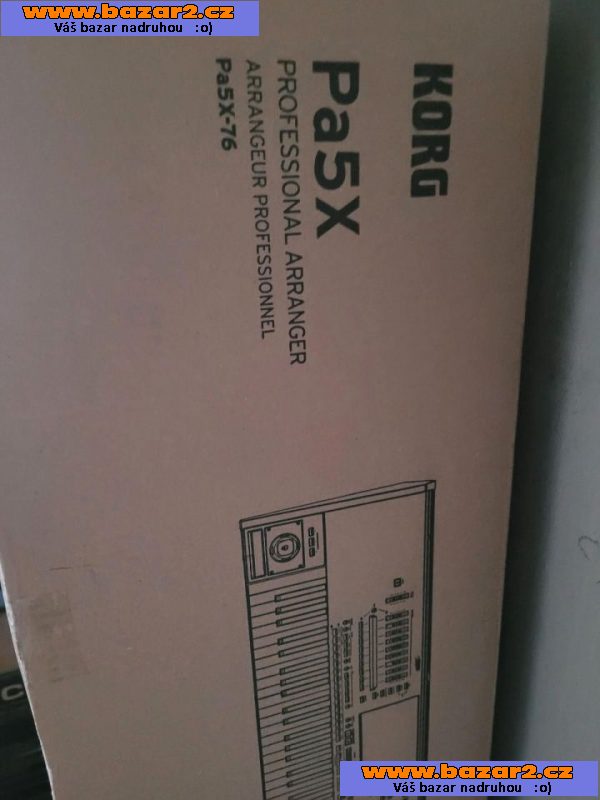 www.bazar2.cz
Váš bazar nadruhou :o)
KORG
Pa5X
PROFESSIONAL ARRANGER
ARRANGEUR PROFESSIONNEL
Pa5X-76
www.bazar2.cz
Váš bazar nadruhou :o)